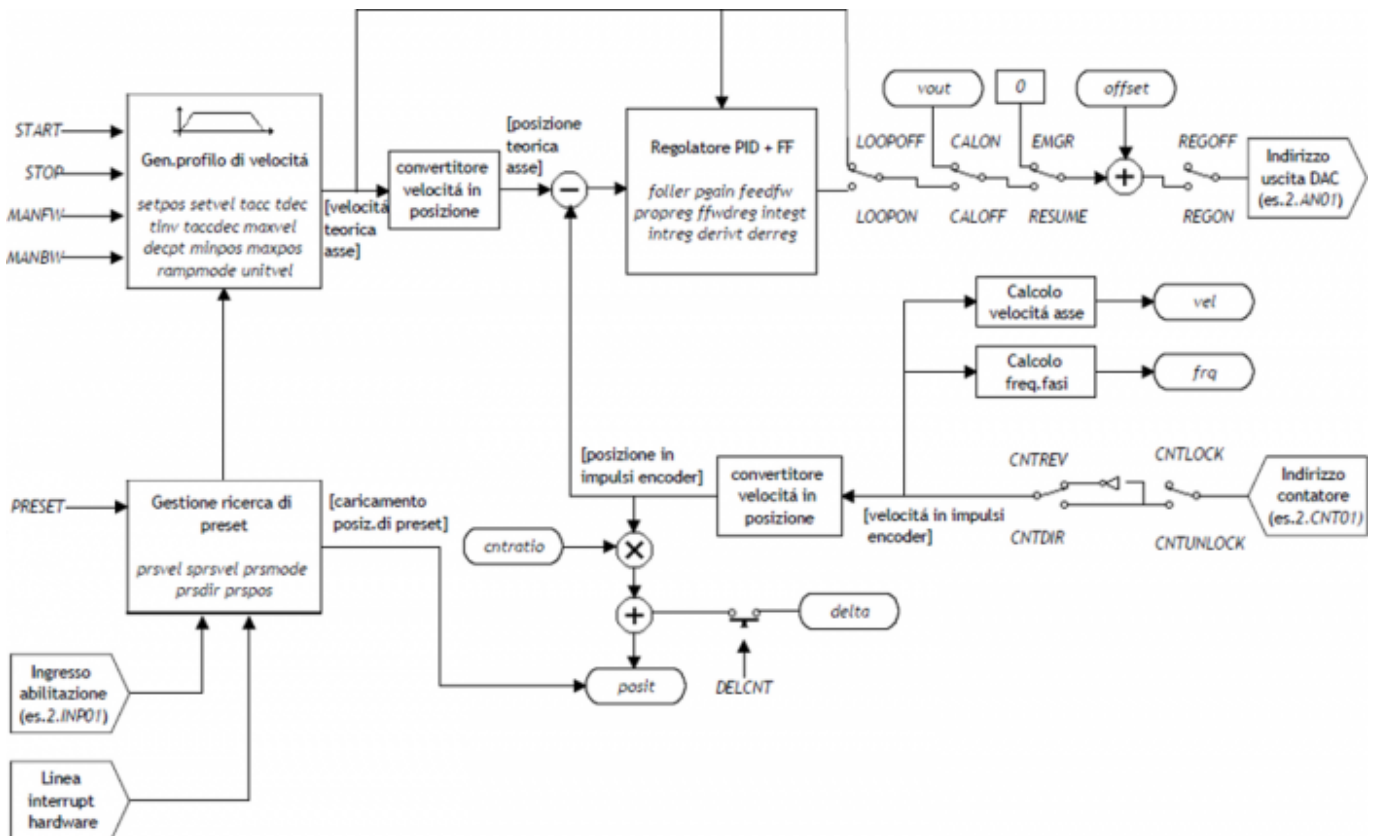 START
STOP
MANFW
MANBW
Gen.profilo di velocitá
setpos setvel tacc tdec
tinv taccdec maxvel
decpt minpos maxpos
rampmode unitvel
[velocitá
teorica
asse]
convertitore
velocitá in
posizione
[posizione
teorica
asse]
−
Regolatore PID + FF
foller pgain feedfw
propreg ffwdreg integt
intreg derivt derreg
vout
0
offset
LOOPOFF
CALON
EMGR
REGOFF
LOOPON
CALOFF
RESUME
REGON
+
Indirizzo
uscita DAC
(es.2.AN01)
Calcolo
velocitá asse
vel
Calcolo
freq.fasi
frq
PRESET
Gestione ricerca di
preset
prsvel sprsvel prsmode
prsdir prspos
[caricamento
posiz.di preset]
[posizione in
impulsi encoder]
convertitore
velocitá in
posizione
[velocitá in impulsi
encoder]
CNTREV
CNTLOCK
CNTDIR
CNTUNLOCK
Indirizzo
contatore
(es.2.CNT01)
cntratio
×
+
delta
posit
DELCNT
Ingresso
abilitazione
(es.2.INP01)
Linea
interrupt
hardware